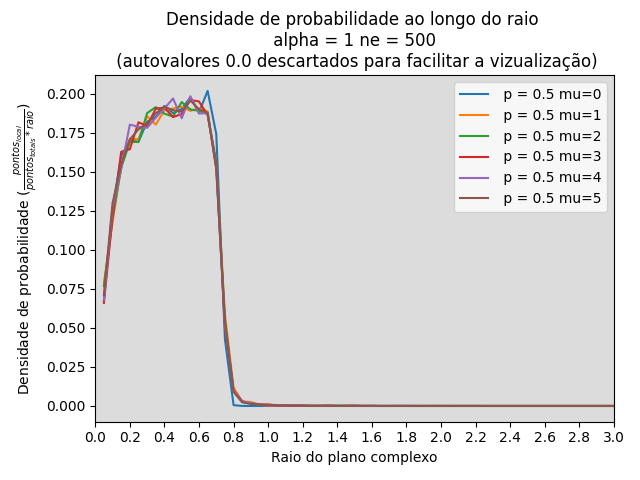 Densidade de probabilidade ao longo do raio
alpha = 1 ne = 500
(autovalores 0.0 descartados para facilitar a vizualização)
Densidade de probabilidade (pontos_local / pontos_totais * raio)
0.200
0.175
0.150
0.125
0.100
0.075
0.050
0.025
0.000
p = 0.5 mu=0
p = 0.5 mu=1
p = 0.5 mu=2
p = 0.5 mu=3
p = 0.5 mu=4
p = 0.5 mu=5
0.0 0.2 0.4 0.6 0.8 1.0 1.2 1.4 1.6 1.8 2.0 2.2 2.4 2.6 2.8 3.0
Raio do plano complexo